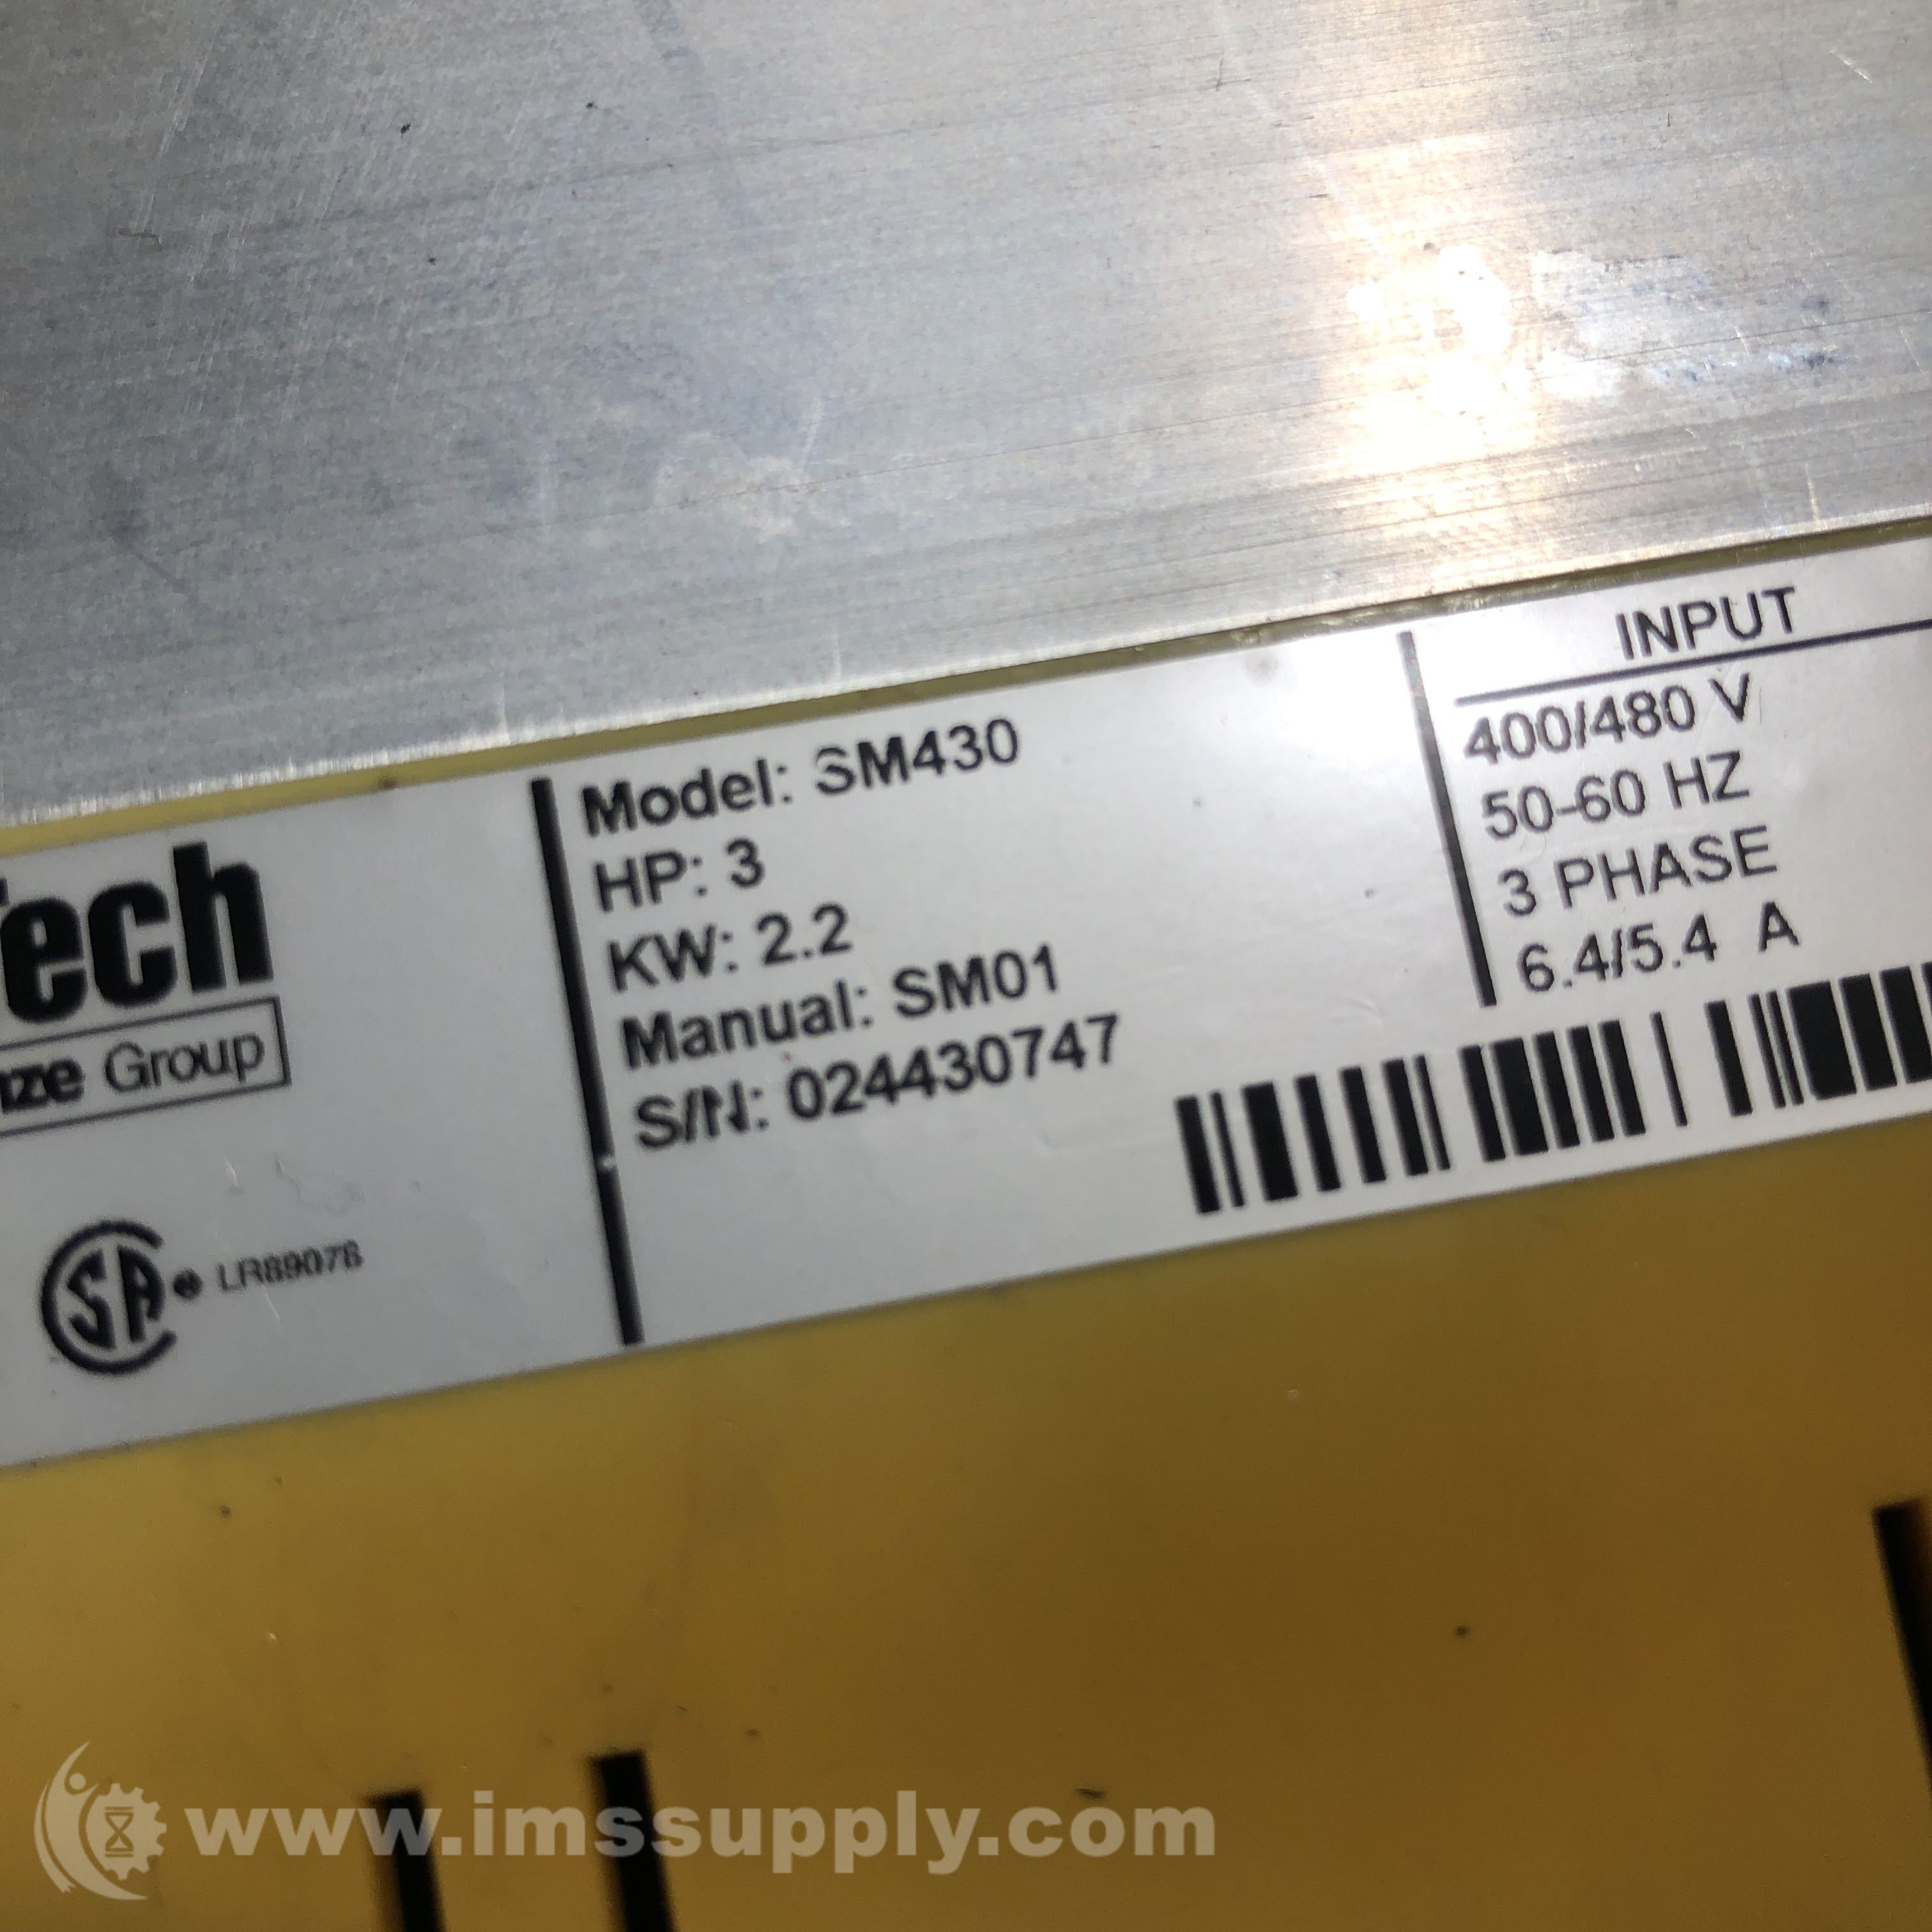 Tech
Group
Model: SM430
HP: 3
KW: 2.2
Manual: SM01
S/N: 024430747
INPUT
400/480 V
50-60 HZ
3 PHASE
6.4/5.4 A
SA
LR89078
www.imssupply.com